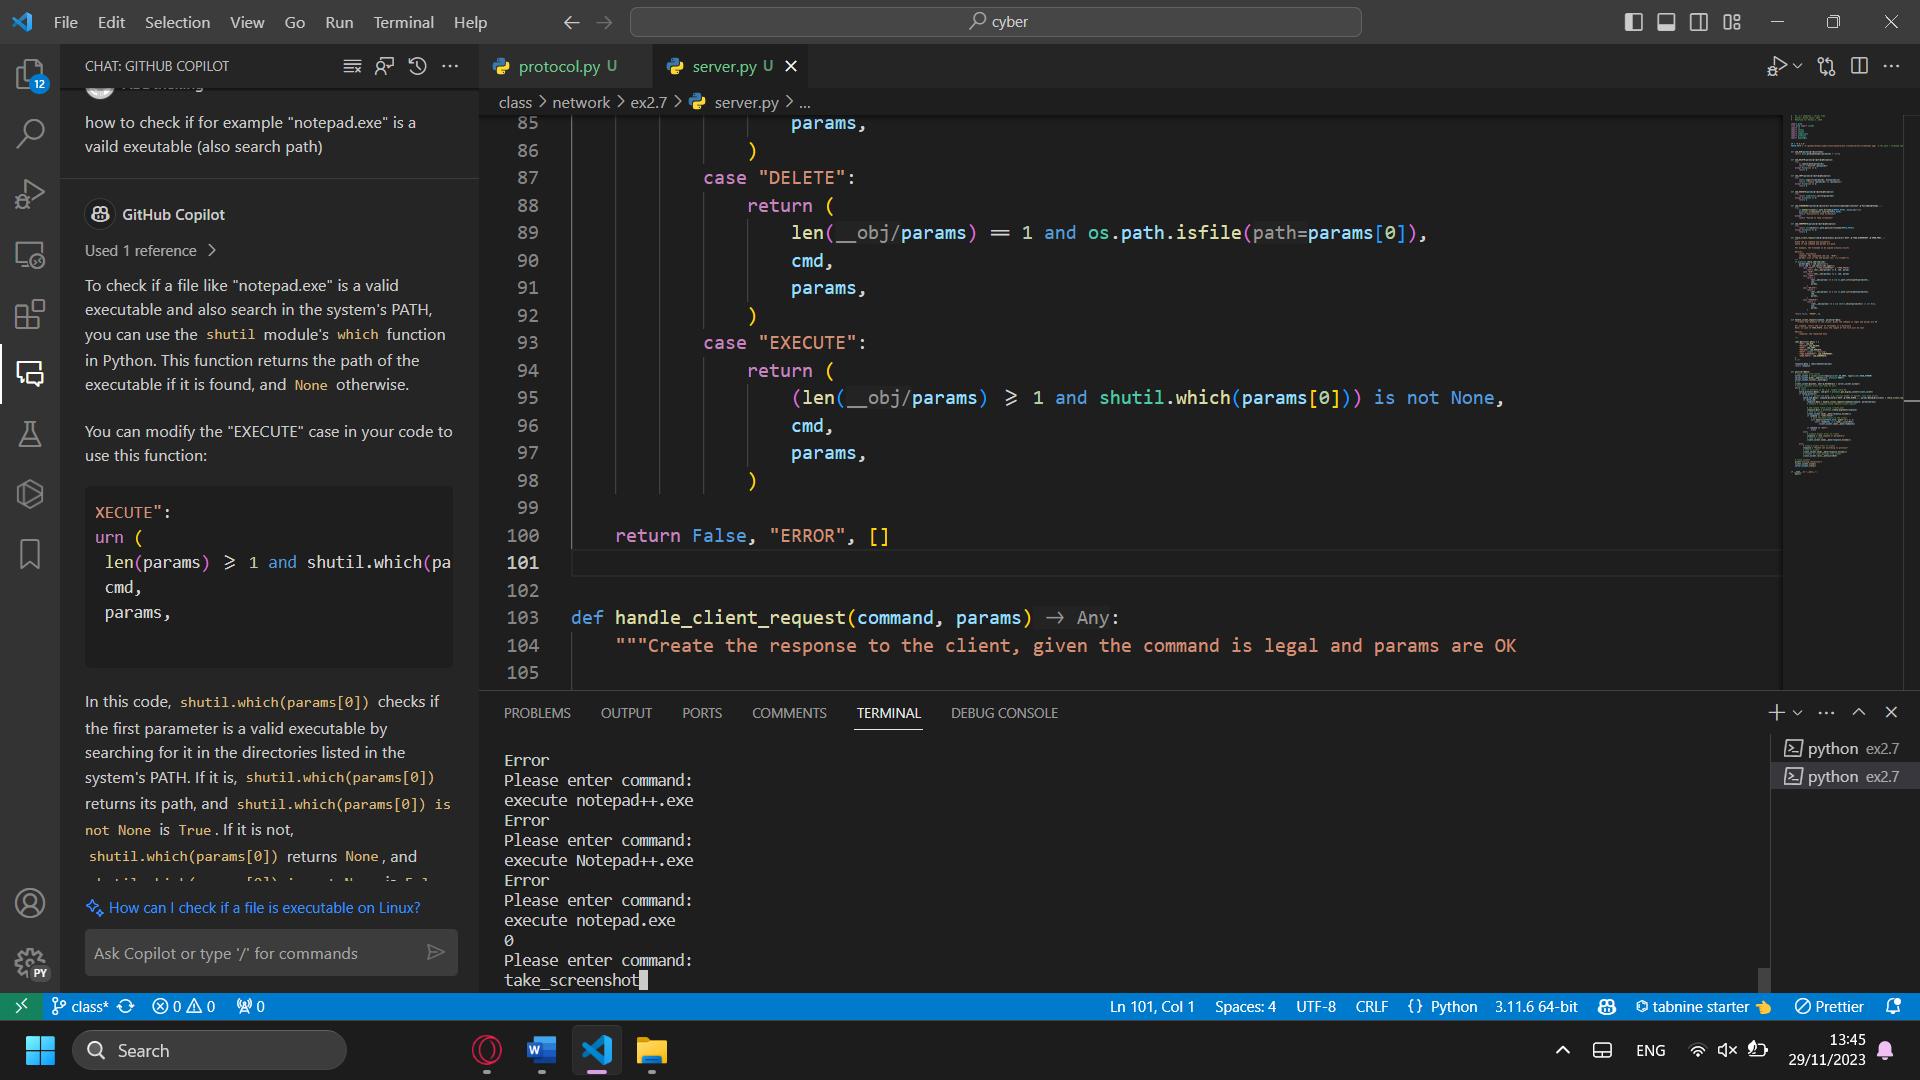 File Edit Selection View Go Run Terminal Help
cyber
12
CHAT: GITHUB COPILOT
how to check if for example "notepad.exe" is a
vaild exeutable (also search path)
GitHub Copilot
Used 1 reference
To check if a file like "notepad.exe" is a valid
executable and also search in the system's PATH,
you can use the shutil module's which function
in Python. This function returns the path of the
executable if it is found, and None otherwise.
You can modify the "EXECUTE" case in your code to
use this function:
XECUTE":
urn (
len(params) ⩾ 1 and shutil.which(pa
cmd,
params,
In this code, shutil.which(params[0]) checks if
the first parameter is a valid executable by
searching for it in the directories listed in the
system's PATH. If it is, shutil.which(params[0])
returns its path, and shutil.which(params[0]) is
not None is True. If it is not,
shutil.which(params[0]) returns None, and
How can I check if a file is executable on Linux?
Ask Copilot or type '/' for commands
PY
protocol.py U
server.py U
class > network > ex2.7 > server.py > ...
85 params,
86 )
87 case "DELETE":
88 return (
89 len(__obj/params) == 1 and os.path.isfile(path=params[0]),
90 cmd,
91 params,
92 )
93 case "EXECUTE":
94 return (
95 (len(__obj/params) ⩾ 1 and shutil.which(params[0])) is not None,
96 cmd,
97 params,
98 )
99
100 return False, "ERROR", []
101
102
103 def handle_client_request(command, params) → Any:
104 """Create the response to the client, given the command is legal and params are OK
105
PROBLEMS OUTPUT PORTS COMMENTS TERMINAL DEBUG CONSOLE
Error
Please enter command:
execute notepad++.exe
Error
Please enter command:
execute Notepad++.exe
Error
Please enter command:
execute notepad.exe
0
Please enter command:
take_screenshot
python ex2.7
python ex2.7
class* 0 0 0
Ln 101, Col 1 Spaces: 4 UTF-8 CRLF {} Python 3.11.6 64-bit tabnine starter Prettier
Search
ENG
13:45
29/11/2023